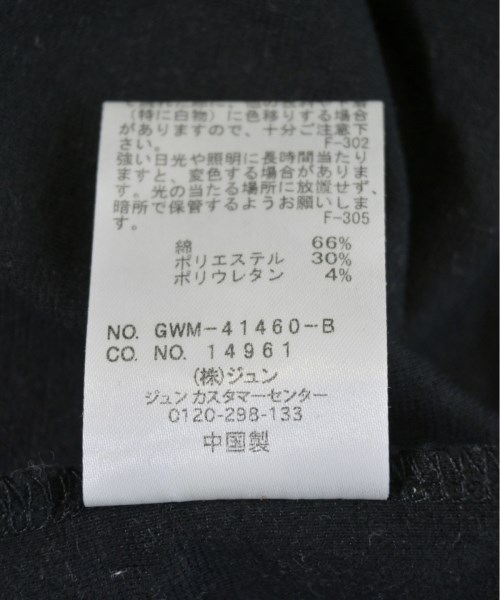 （特に白物）に色移りする場合
がありますので、十分ご注意下
さい。 F-302
強い日光や照明に長時間当たり
ますと、変色する場合がありま
す。光の当たる場所に放置せず、
暗所で保管するようお願いしま
す。 F-305
綿 66%
ポリエステル 30%
ポリウレタン 4%
NO. GWM-41460-B
CO. NO. 14961
(株)ジュン
ジュンカスタマーセンター
0120-298-133
中国製